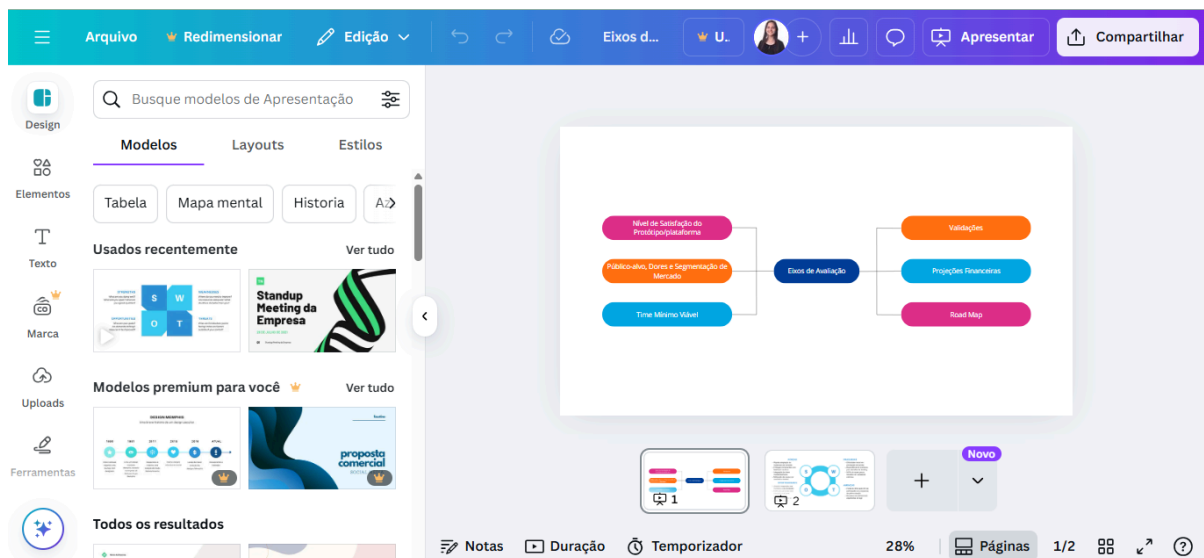 Arquivo
Redimensionar
Edição
Eixos d...
U..
+
Apresentar
Compartilhar
Design
Elementos
Texto
Marca
Uploads
Ferramentas
Busque modelos de Apresentação
Modelos Layouts Estilos
Tabela Mapa mental Historia Az
Usados recentemente Ver tudo
S W
O T
Standup
Meeting da
Empresa
Modelos premium para você Ver tudo
proposta
comercial
Todos os resultados
Nível de Satisfação do
Protótipo/plataforma
Público-alvo, Dores e Segmentação de
Mercado
Time Mínimo Viável
Eixos de Avaliação
Validações
Projeções Financeiras
Road Map
1
2
Novo
+
Notas Duração Temporizador
28% Páginas 1/2